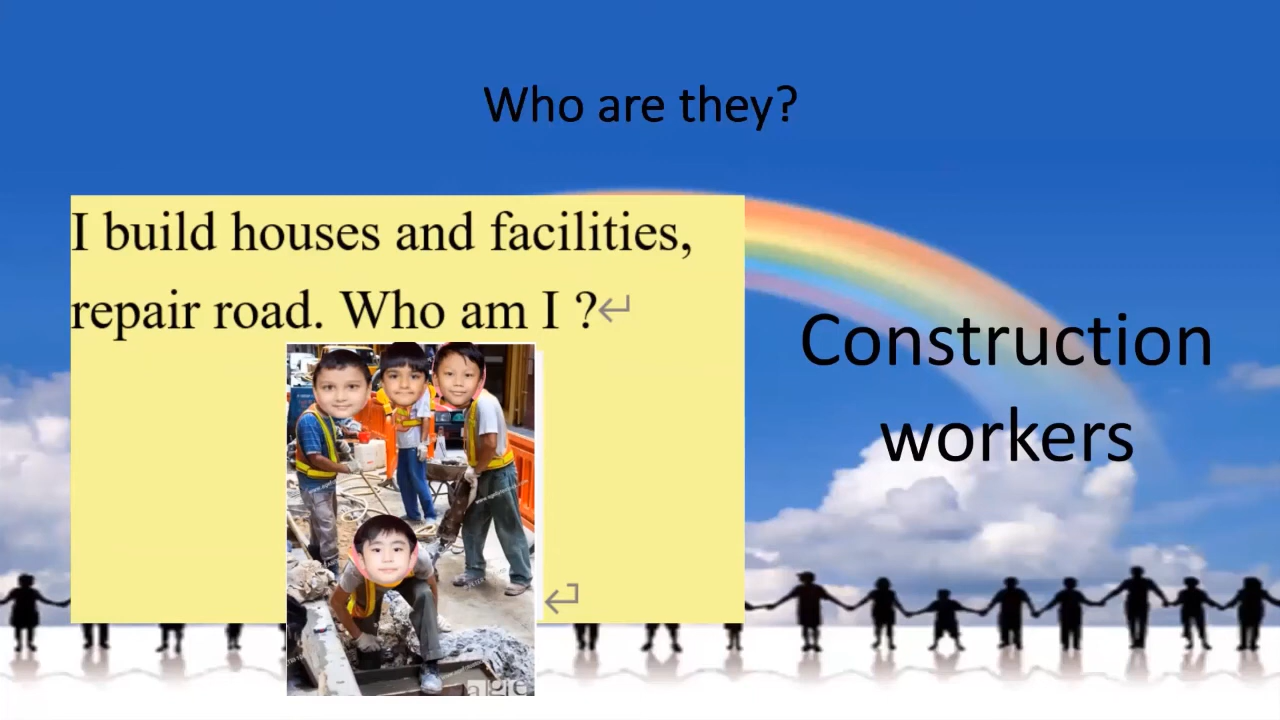 Who are they?
I build houses and facilities,
repair road. Who am I ?↵
↵
Construction
workers